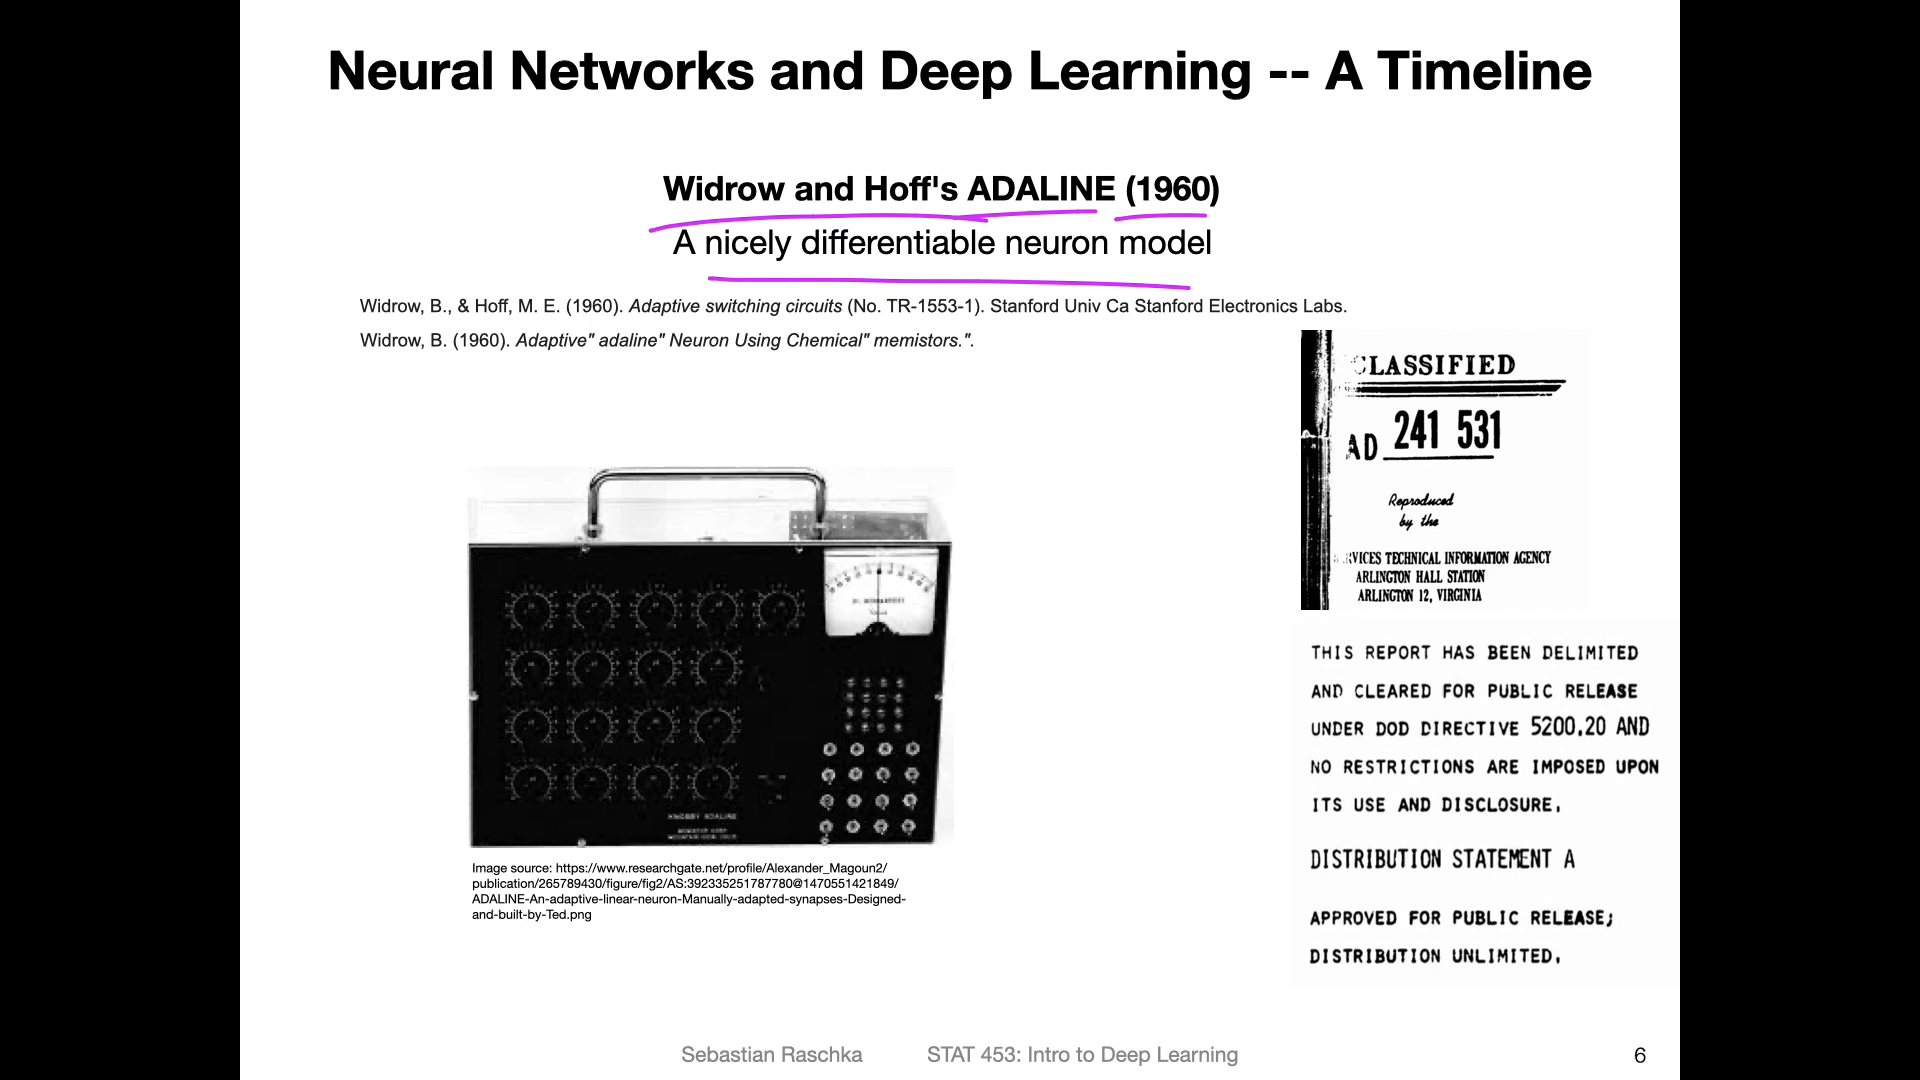 Neural Networks and Deep Learning -- A Timeline
Widrow and Hoff's ADALINE (1960)
A nicely differentiable neuron model
Widrow, B., & Hoff, M. E. (1960). Adaptive switching circuits (No. TR-1553-1). Stanford Univ Ca Stanford Electronics Labs.
Widrow, B. (1960). Adaptive" adaline" Neuron Using Chemical" memistors.".
CLASSIFIED
AD 241 531
Reproduced
by the
TECHNICAL INFORMATION AGENCY
ARLINGTON HALL STATION
ARLINGTON 12, VIRGINIA
KNOBBY ADALINE
THIS REPORT HAS BEEN DELIMITED
AND CLEARED FOR PUBLIC RELEASE
UNDER DOD DIRECTIVE 5200.20 AND
NO RESTRICTIONS ARE IMPOSED UPON
ITS USE AND DISCLOSURE.
DISTRIBUTION STATEMENT A
APPROVED FOR PUBLIC RELEASE;
DISTRIBUTION UNLIMITED.
Image source: https://www.researchgate.net/profile/Alexander_Magoun2/
publication/265789430/figure/fig2/AS:392335251787780@1470551421849/
ADALINE-An-adaptive-linear-neuron-Manually-adapted-synapses-Designed-
and-built-by-Ted.png
Sebastian Raschka STAT 453: Intro to Deep Learning 6